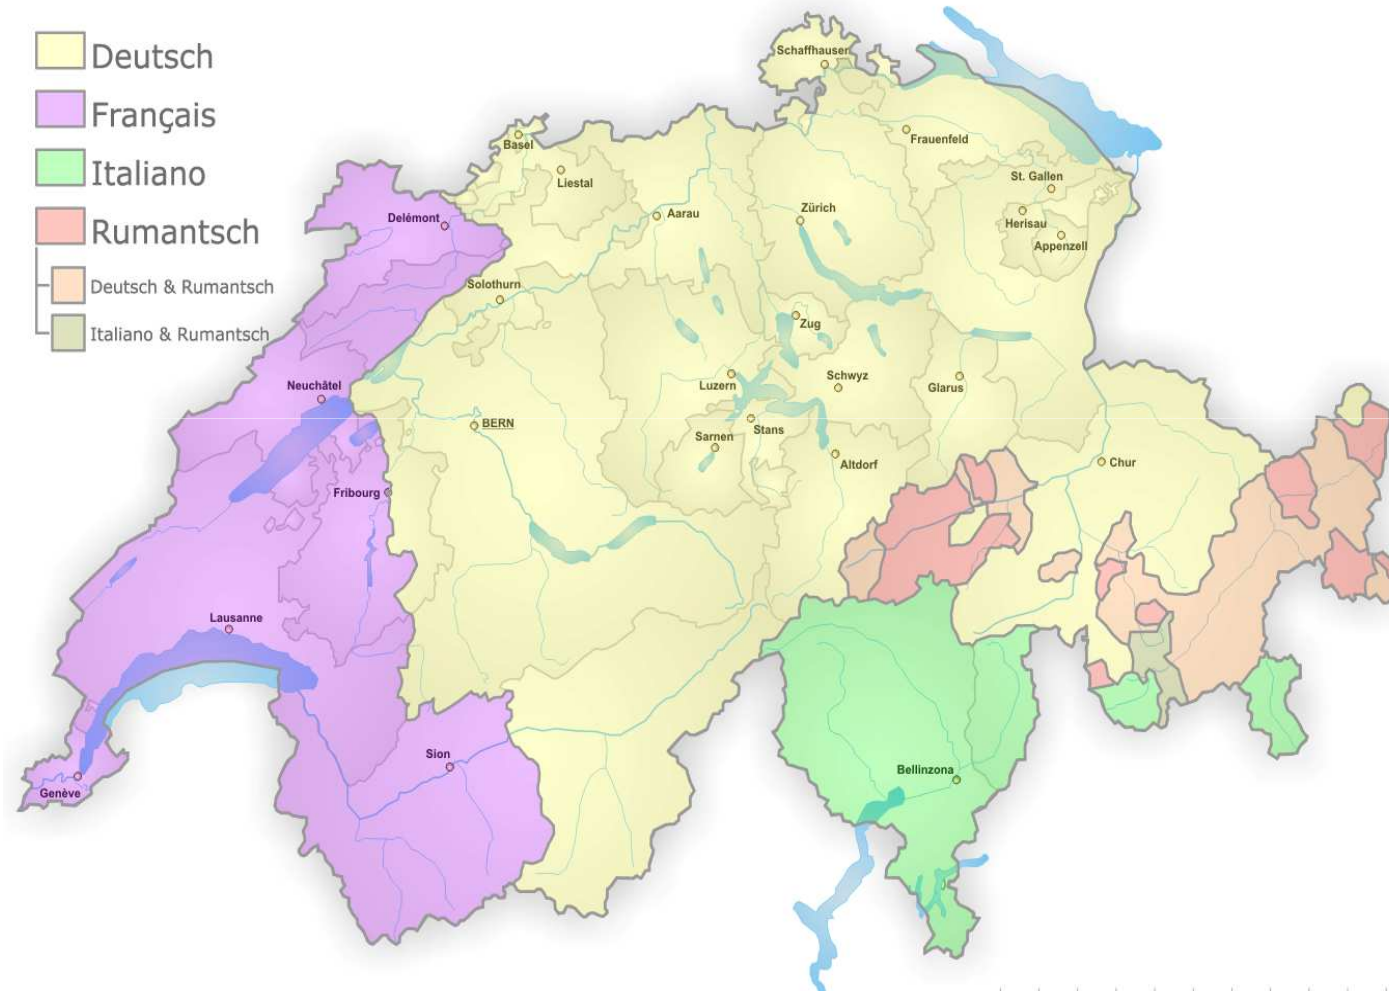 Deutsch
Français
Italiano
Rumantsch
Deutsch & Rumantsch
Italiano & Rumantsch
Schaffhausen
Basel
Frauenfeld
Liestal
St. Gallen
Delémont
Aarau
Zürich
Herisau
Appenzell
Solothurn
Zug
Neuchâtel
Luzern
Schwyz
Glarus
BERN
Stans
Sarnen
Altdorf
Chur
Fribourg
Lausanne
Sion
Bellinzona
Genève